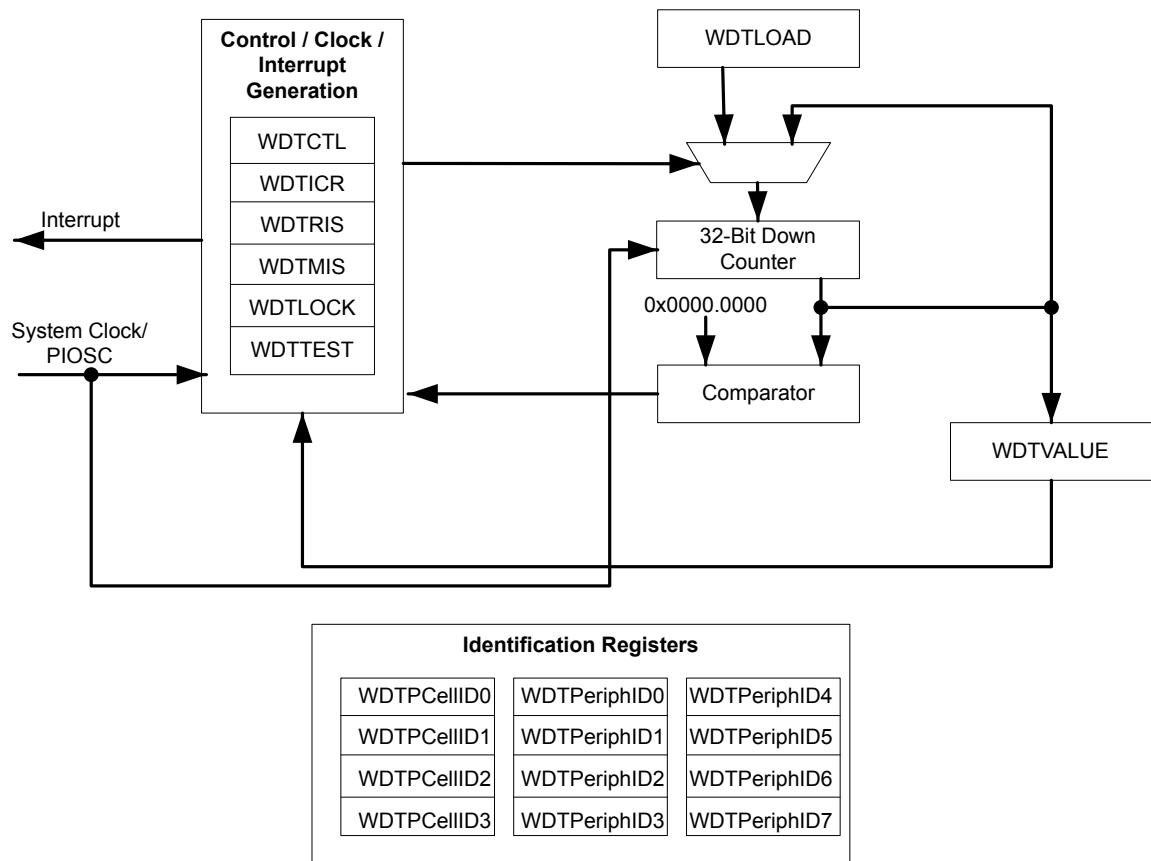 Control / Clock /
Interrupt
Generation
WDTCTL
WDTICR
WDTRIS
WDTMIS
WDTLOCK
WDTTEST
Interrupt
System Clock/
PIOSC
WDTLOAD
32-Bit Down
Counter
0x0000.0000
Comparator
WDTVALUE
Identification Registers
WDTPCellID0
WDTPeriphID0
WDTPeriphID4
WDTPCellID1
WDTPeriphID1
WDTPeriphID5
WDTPCellID2
WDTPeriphID2
WDTPeriphID6
WDTPCellID3
WDTPeriphID3
WDTPeriphID7